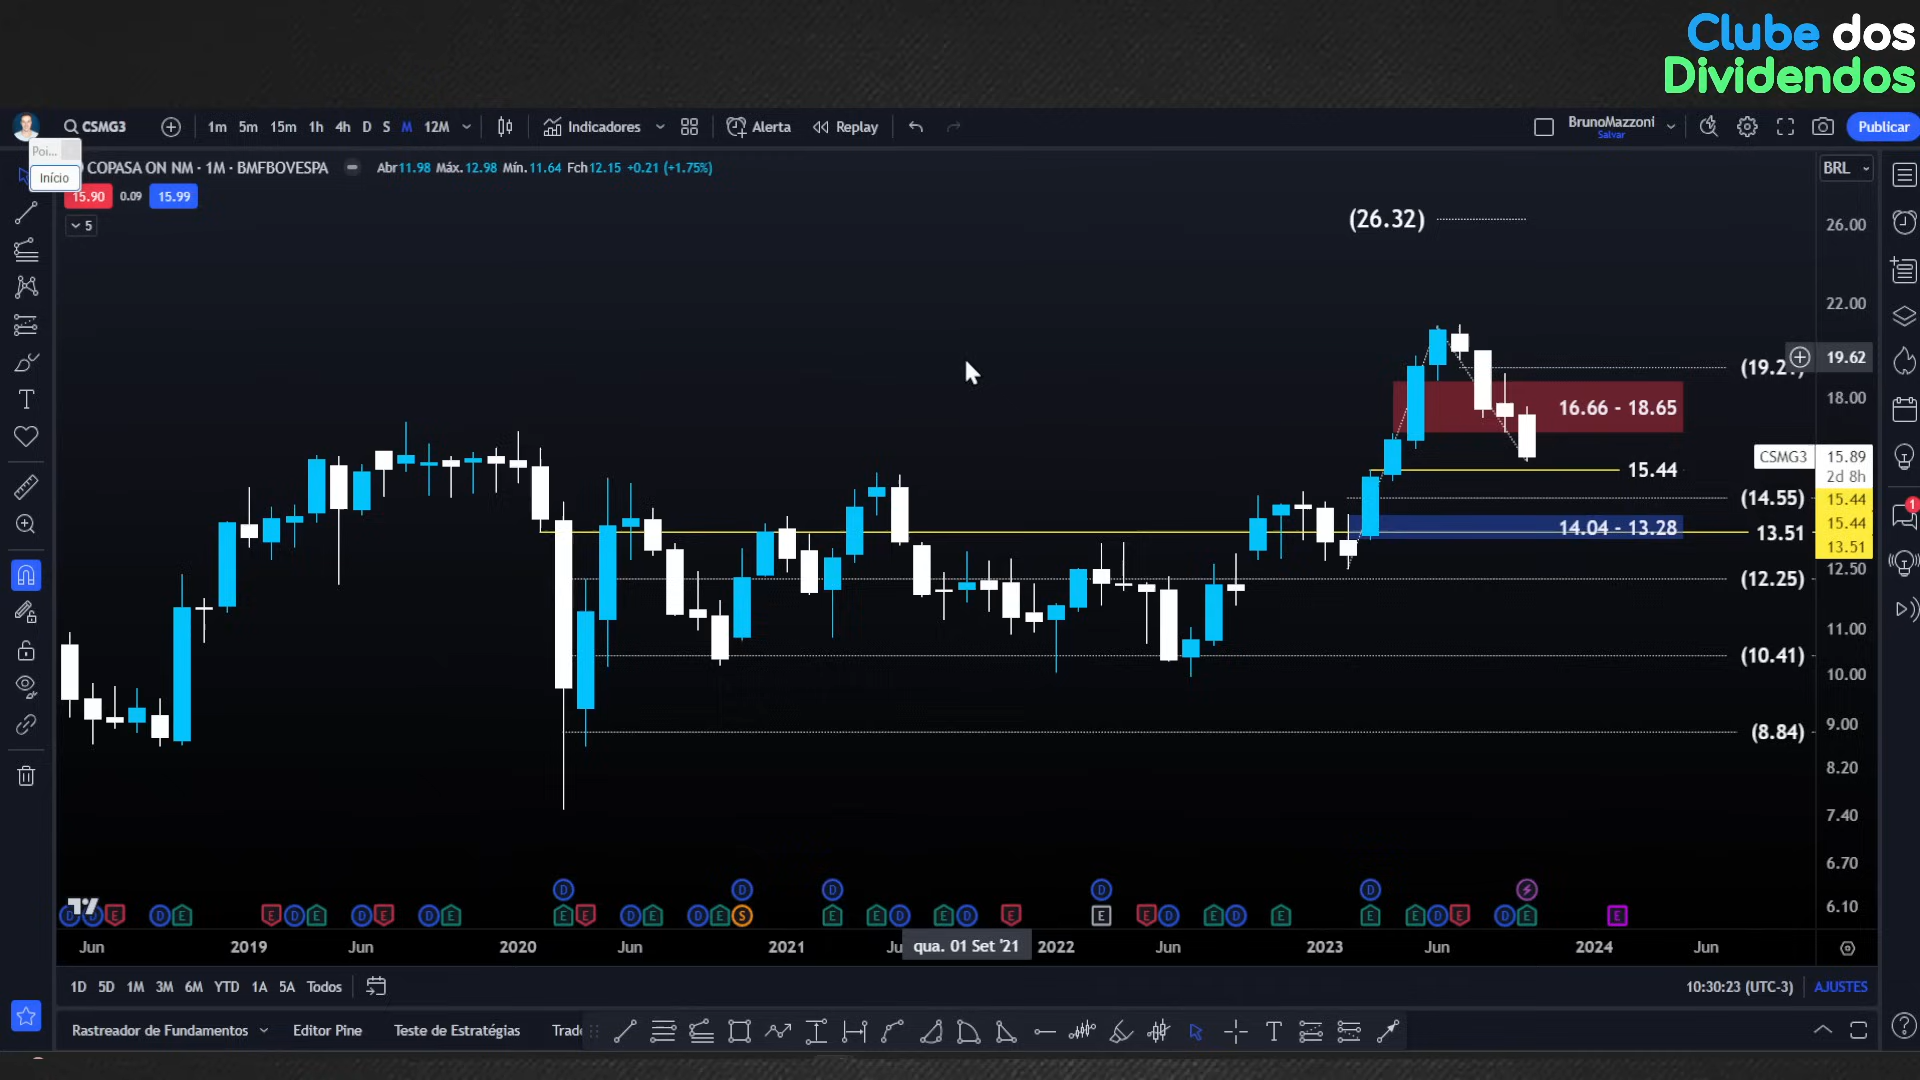 Clube dos
Dividendos
CSMG3
1m 5m 15m 1h 4h D S M 12M
Indicadores
Alerta
Replay
BrunoMazzoni
Salvar
Publicar
Poi...
Início
COPASA ON NM · 1M · BMFBOVESPA
Abr11.98 Máx.12.98 Mín.11.64 Fch12.15 +0.21 (+1.75%)
BRL
15.90 0.09 15.99
5
(26.32)
26.00
22.00
19.62
18.00
16.66 - 18.65
CSMG3 15.89
2d 8h
15.44
(14.55)
15.44
15.44
13.51
14.04 - 13.28
13.51
12.50
(12.25)
11.00
(10.41)
10.00
9.00
(8.84)
8.20
7.40
6.70
6.10
D D D D D
D D E D E E D E D E D E E E D D E S E E D E D E E E D E D E E E D E D E E
Jun 2019 Jun 2020 Jun 2021 qua. 01 Set '21 2022 Jun 2023 Jun 2024 Jun
1D 5D 1M 3M 6M YTD 1A 5A Todos
10:30:23 (UTC-3)
AJUSTES
Rastreador de Fundamentos
Editor Pine
Teste de Estratégias
1